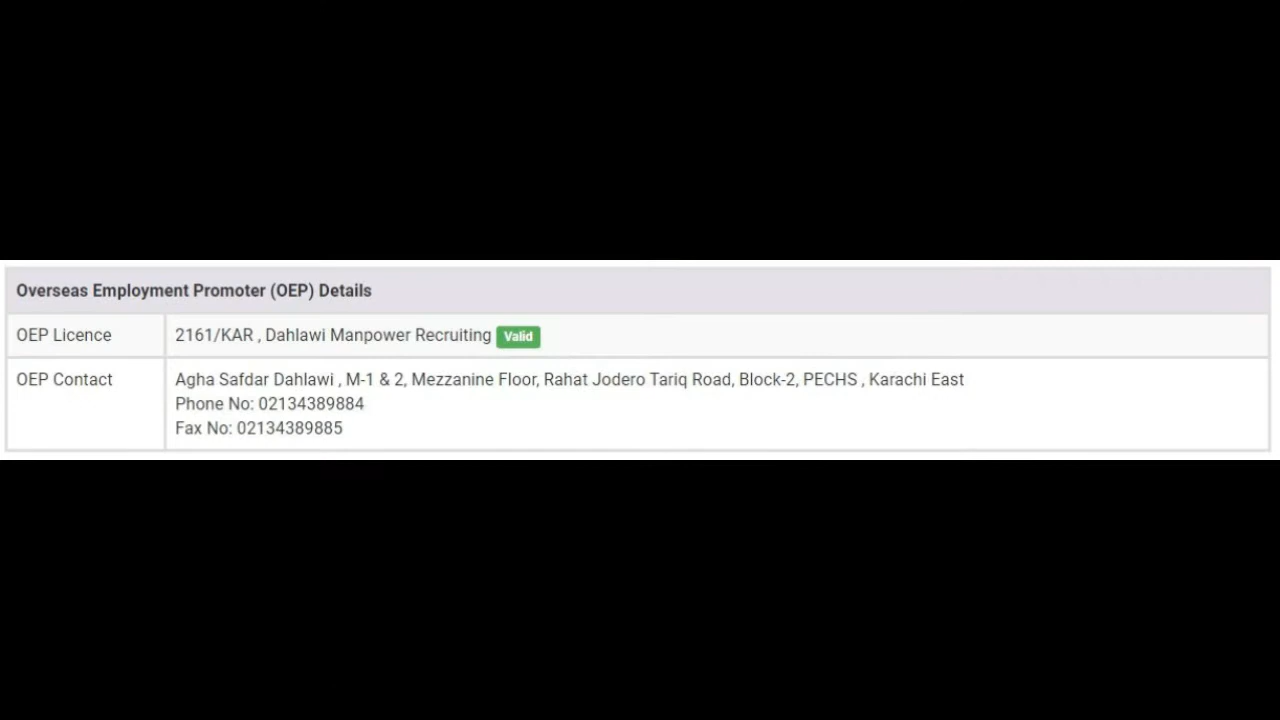 Overseas Employment Promoter (OEP) Details
OEP Licence 2161/KAR , Dahlawi Manpower Recruiting Valid
OEP Contact Agha Safdar Dahlawi , M-1 & 2, Mezzanine Floor, Rahat Jodero Tariq Road, Block-2, PECHS , Karachi East
Phone No: 02134389884
Fax No: 02134389885